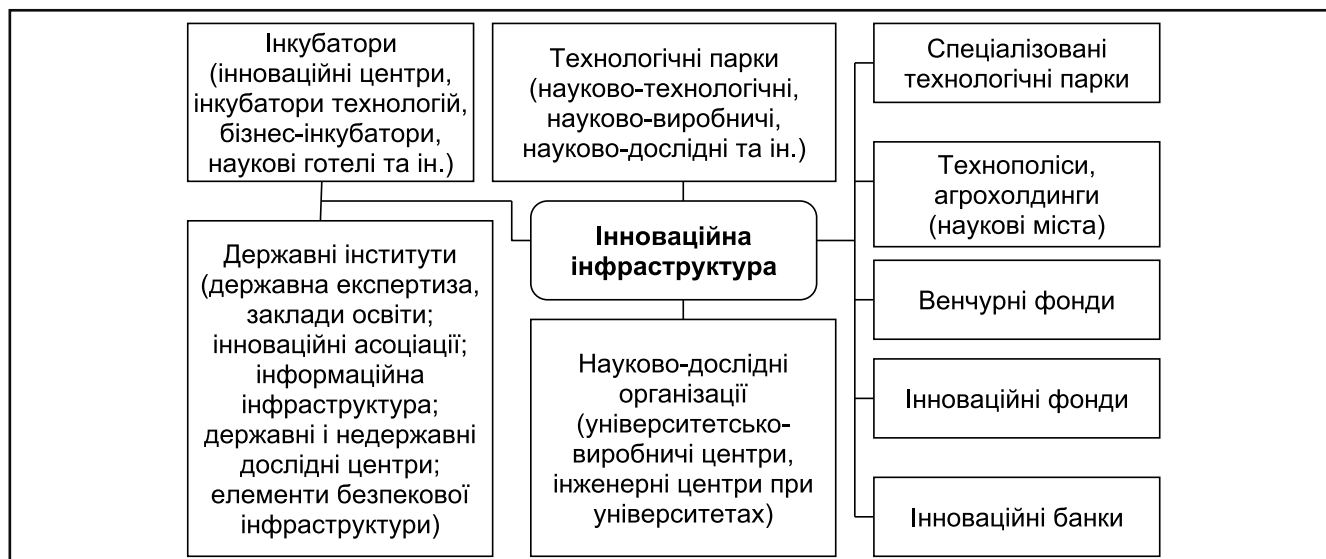 Інкубатори
(інноваційні центри,
інкубатори технологій,
бізнес-інкубатори,
наукові готелі та ін.)
Технологічні парки
(науково-технологічні,
науково-виробничі,
науково-дослідні та ін.)
Спеціалізовані
технологічні парки
Технополіси,
агрохолдинги
(наукові міста)
Інноваційна
інфраструктура
Державні інститути
(державна експертиза,
заклади освіти;
інноваційні асоціації;
інформаційна
інфраструктура;
державні і недержавні
дослідні центри;
елементи безпекової
інфраструктури)
Науково-дослідні
організації
(університетсько-
виробничі центри,
інженерні центри при
університетах)
Венчурні фонди
Інноваційні фонди
Інноваційні банки